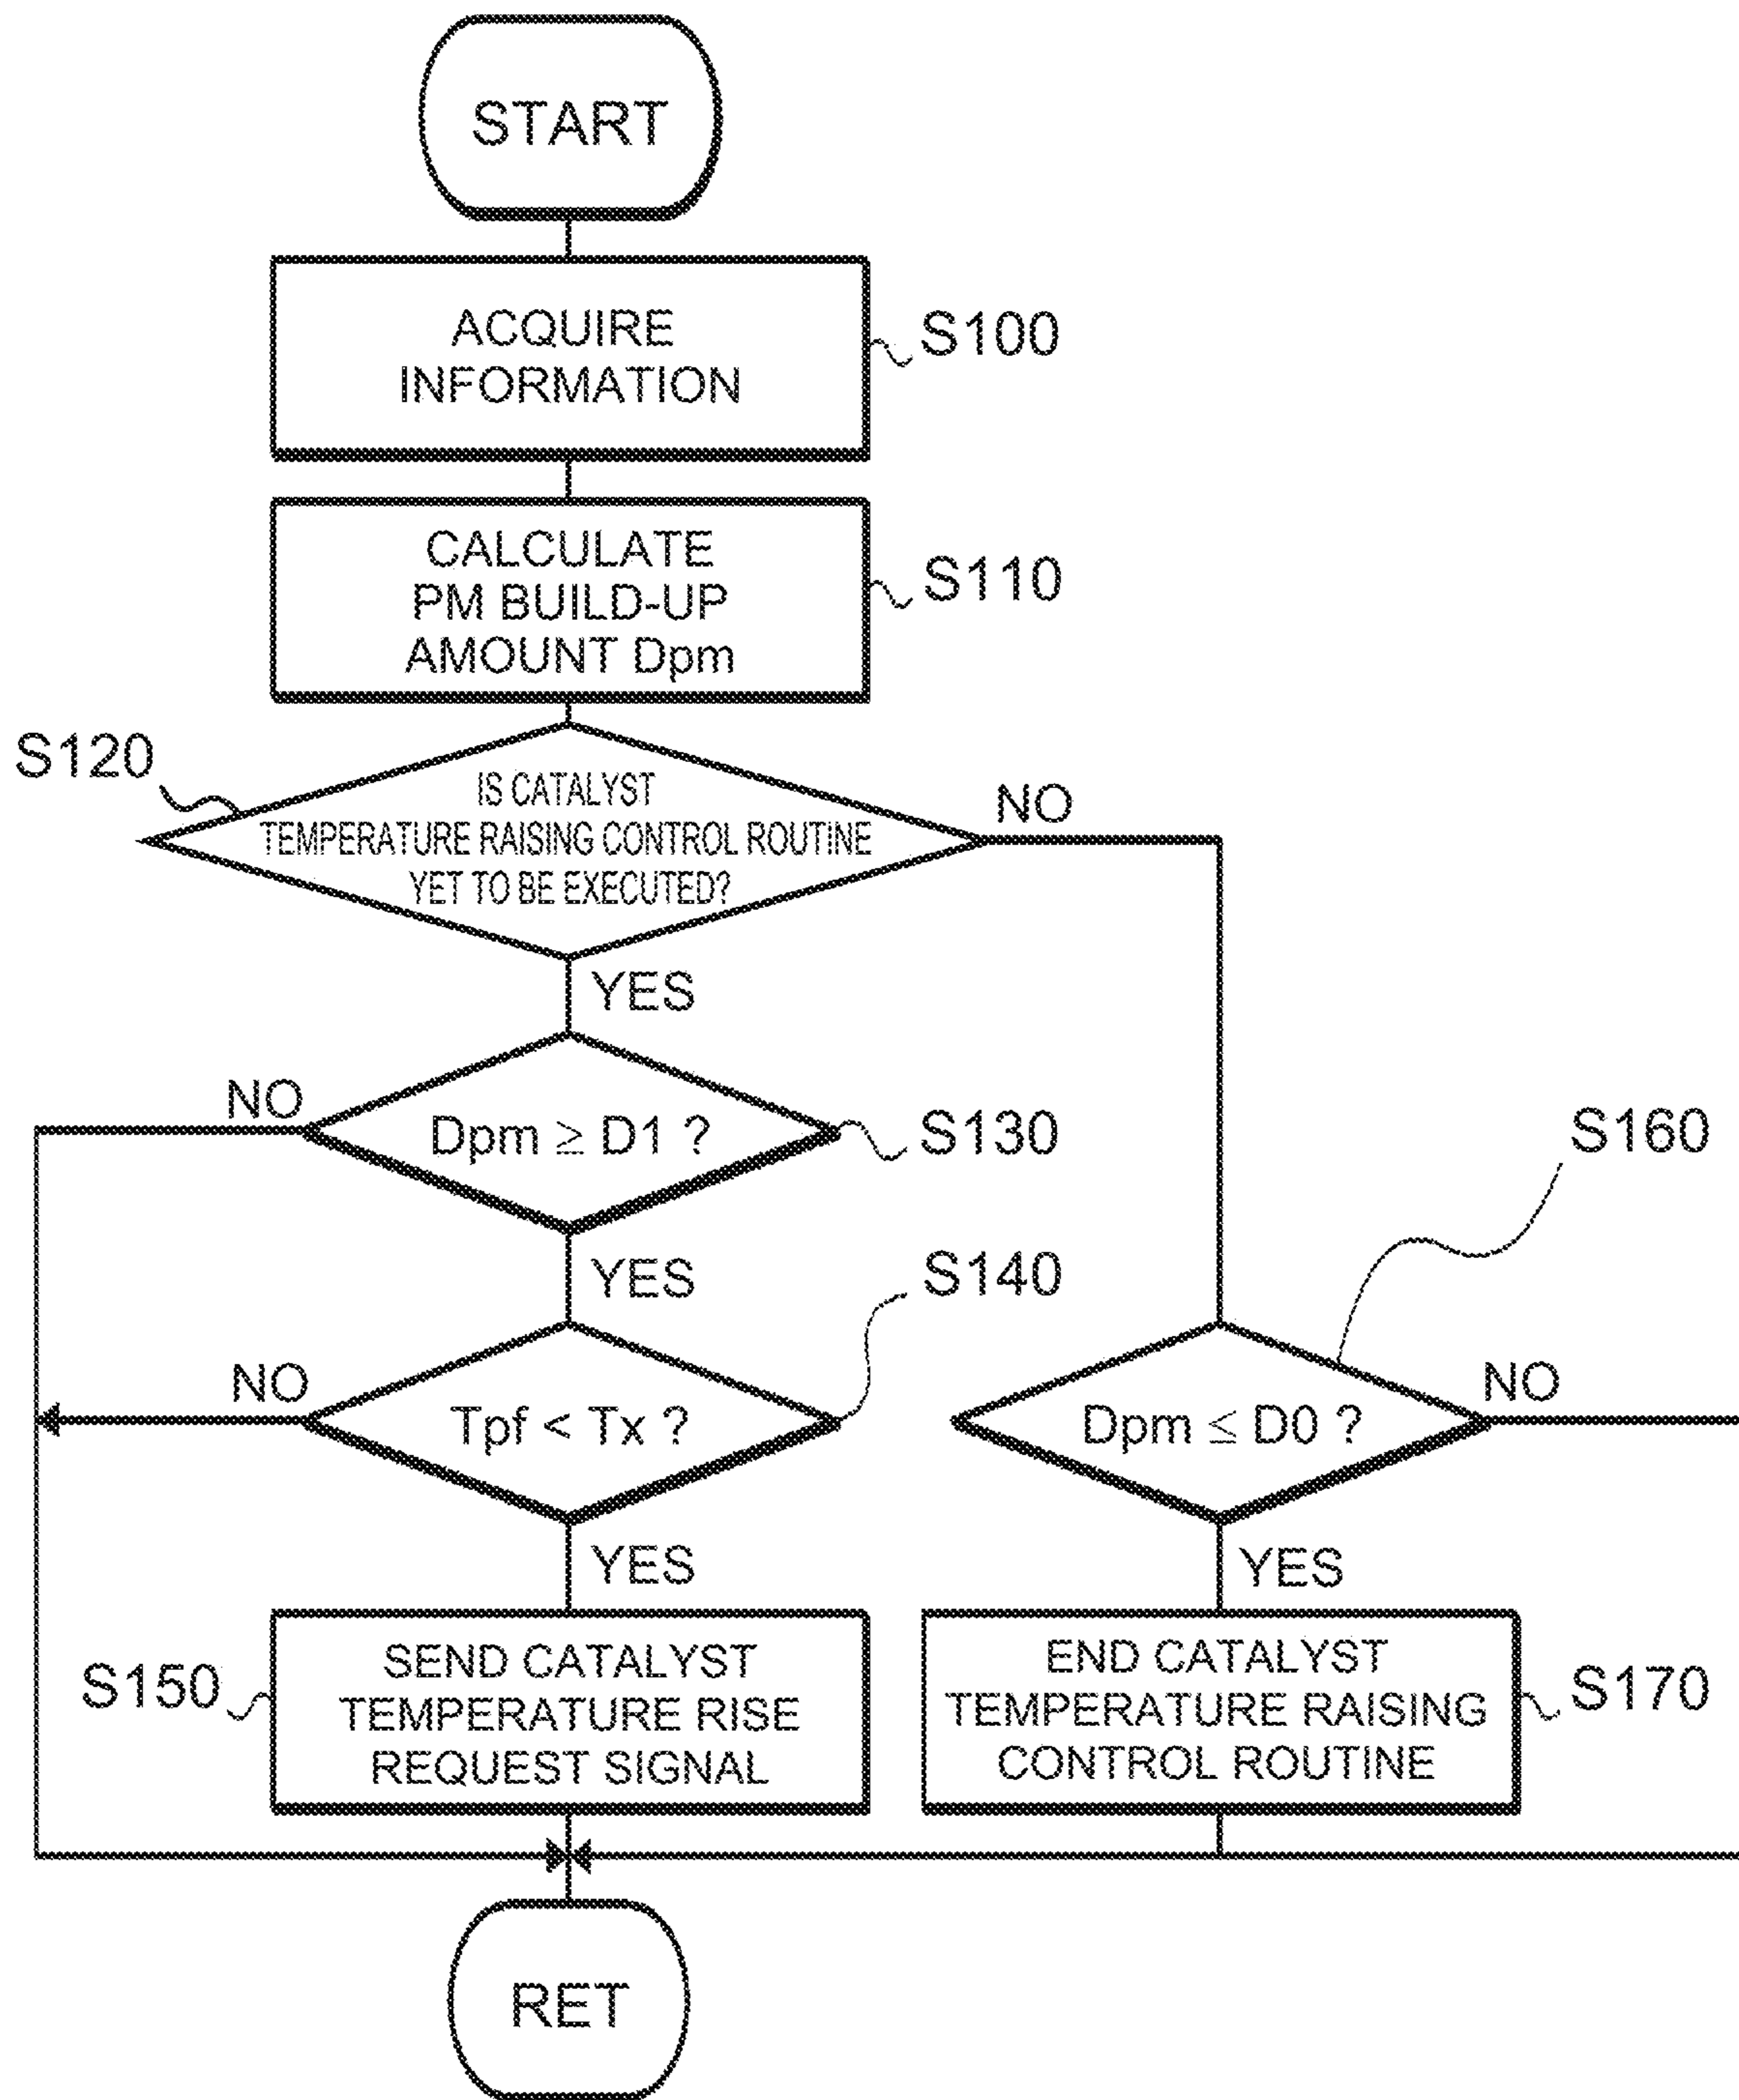 START
ACQUIRE
INFORMATION
S100
CALCULATE
PM BUILD-UP
AMOUNT Dpm
S110
S120
IS CATALYST
TEMPERATURE RAISING CONTROL ROUTINE
YET TO BE EXECUTED?
NO
YES
NO
Dpm ≥ D1 ?
S130
S160
YES
S140
NO
Tpf < Tx ?
Dpm ≤ D0 ?
NO
YES
YES
S150
SEND CATALYST
TEMPERATURE RISE
REQUEST SIGNAL
END CATALYST
TEMPERATURE RAISING
CONTROL ROUTINE
S170
RET